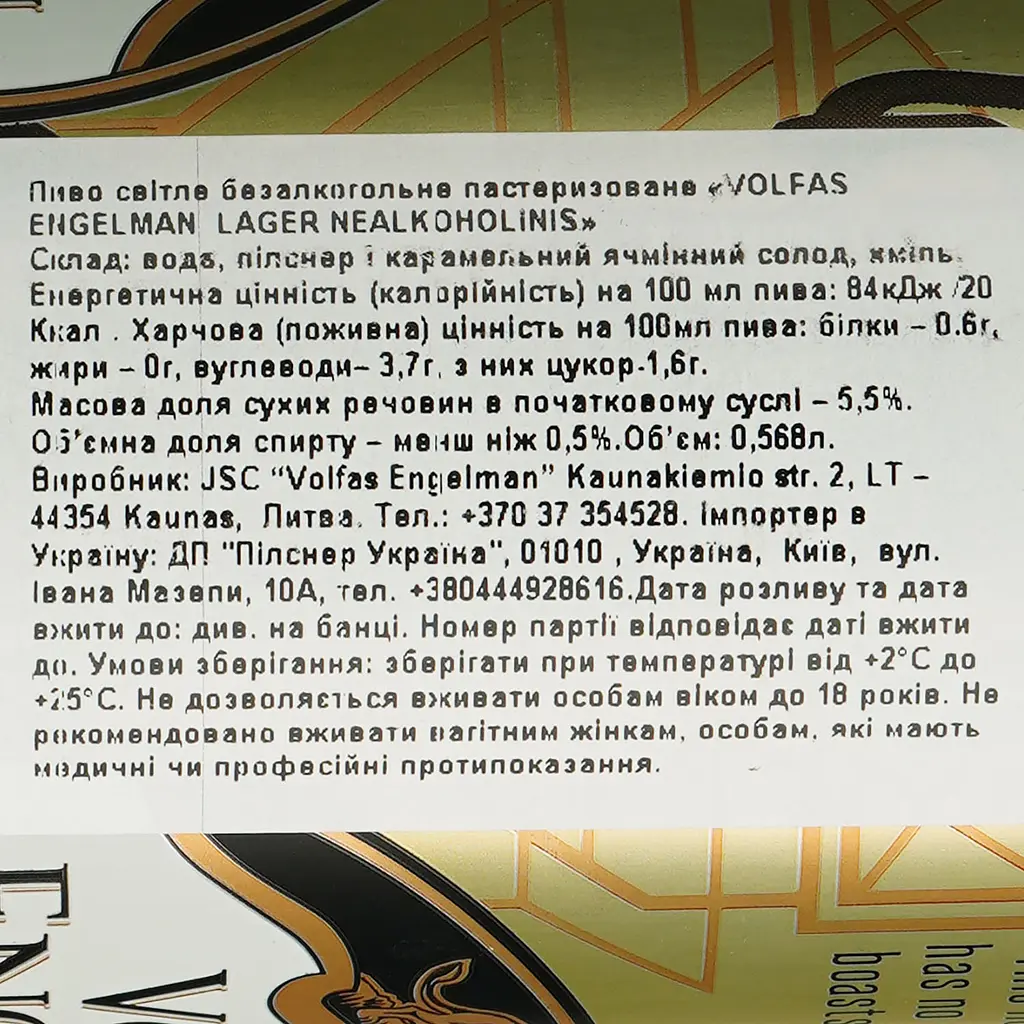 Пиво світле безалкогольне пастеризоване «VOLFAS
ENGELMAN LAGER NEALKOHOLINIS»
Склад: вода, пілснер і карамельний ячмінний солод, хміль.
Енергетична цінність (калорійність) на 100 мл пива: 84кДж /20
Ккал . Харчова (поживна) цінність на 100мл пива: білки – 0.6г,
жири – 0г, вуглеводи– 3,7г, з них цукор-1,6г.
Масова доля сухих речовин в початковому суслі – 5,5%.
Об'ємна доля спирту – менш ніж 0,5%.Об'єм: 0,568л.
Виробник: JSC “Volfas Engelman” Kaunakiemio str. 2, LT –
44354 Kaunas, Литва. Тел.: +370 37 354528. Імпортер в
Україну: ДП "Пілснер Україна", 01010 , Україна, Київ, вул.
Івана Мазепи, 10А, тел. +380444928616.Дата розливу та дата
вжити до: див. на банці. Номер партії відповідає даті вжити
до. Умови зберігання: зберігати при температурі від +2°С до
+25°С. Не дозволяється вживати особам віком до 18 років. Не
рекомендовано вживати вагітним жінкам, особам, які мають
медичні чи професійні протипоказання.
has no
boasts